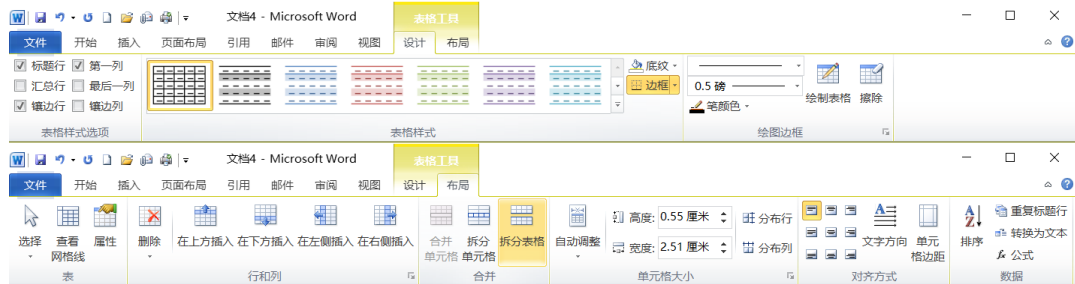 文档4 - Microsoft Word 表格工具
文件 开始 插入 页面布局 引用 邮件 审阅 视图 设计 布局
标题行 第一列
汇总行 最后一列
镶边行 镶边列
表格样式选项
表格样式
底纹
边框
0.5 磅
笔颜色
绘制表格 擦除
绘图边框
文档4 - Microsoft Word 表格工具
文件 开始 插入 页面布局 引用 邮件 审阅 视图 设计 布局
选择 查看网格线 属性
表
删除 在上方插入 在下方插入 在左侧插入 在右侧插入
行和列
合并单元格 拆分单元格 拆分表格
合并
自动调整
高度: 0.55 厘米 分布行
宽度: 2.51 厘米 分布列
单元格大小
文字方向 单元格边距
对齐方式
排序
重复标题行
转换为文本
fx 公式
数据